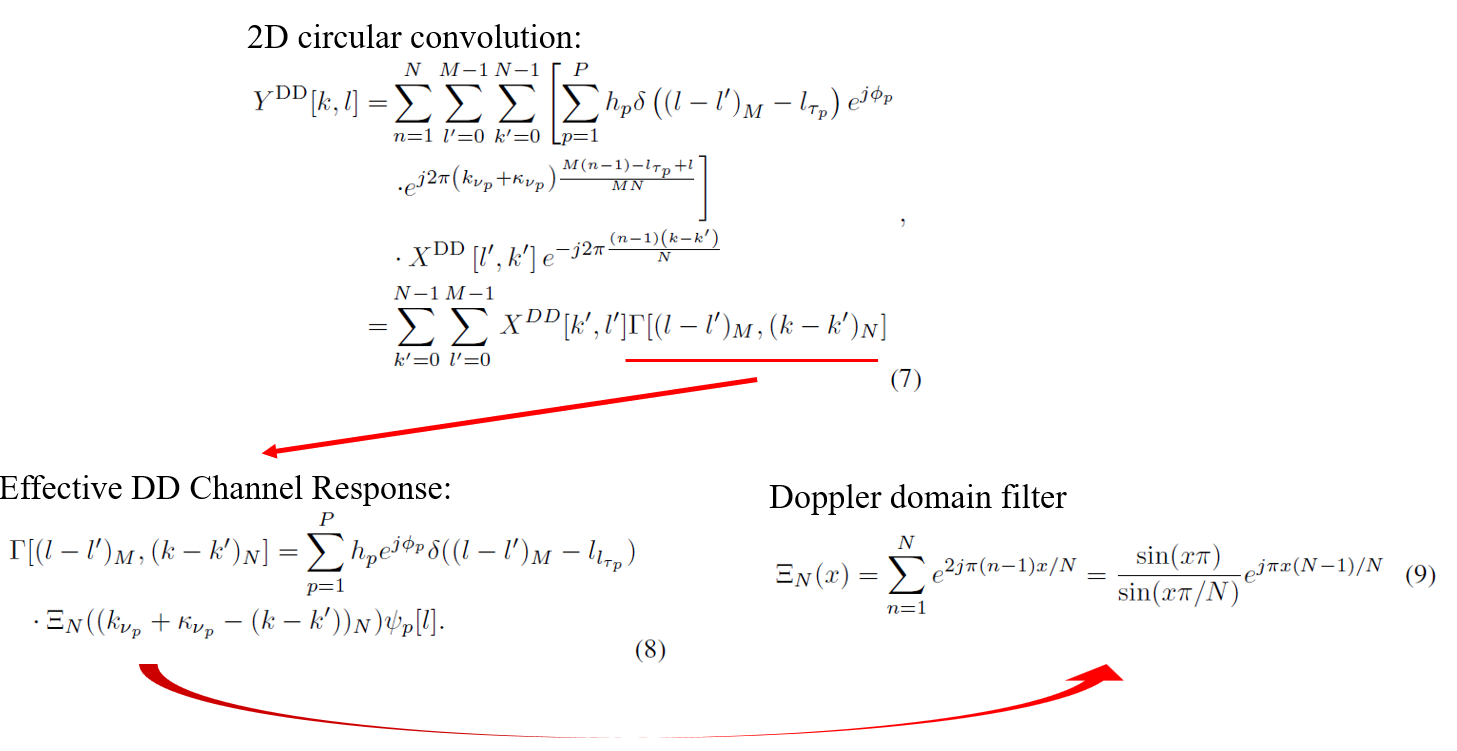 2D circular convolution:
$Y^{\mathrm{DD}}[k,l] = \sum_{n=1}^{N} \sum_{l'=0}^{M-1} \sum_{k'=0}^{N-1} \left[ \sum_{p=1}^{P} h_p \delta\left((l-l')_M - l_{\tau_p}\right) e^{j\phi_p} \right.$
$\left. \cdot e^{j2\pi(k_{\nu_p}+\kappa_{\nu_p})\frac{M(n-1)-l_{\tau_p}+l}{MN}} \right]$ ,
$\cdot X^{\mathrm{DD}}[l',k'] e^{-j2\pi\frac{(n-1)(k-k')}{N}}$
$= \sum_{k'=0}^{N-1} \sum_{l'=0}^{M-1} X^{DD}[k',l']\Gamma[(l-l')_M,(k-k')_N]$
(7)
Effective DD Channel Response:
$\Gamma[(l-l')_M,(k-k')_N] = \sum_{p=1}^{P} h_p e^{j\phi_p}\delta((l-l')_M - l_{l_{\tau_p}})$
$\cdot \Xi_N((k_{\nu_p}+\kappa_{\nu_p}-(k-k'))_N)\psi_p[l].$
(8)
Doppler domain filter
$\Xi_N(x) = \sum_{n=1}^{N} e^{2j\pi(n-1)x/N} = \frac{\sin(x\pi)}{\sin(x\pi/N)} e^{j\pi x(N-1)/N}$ (9)